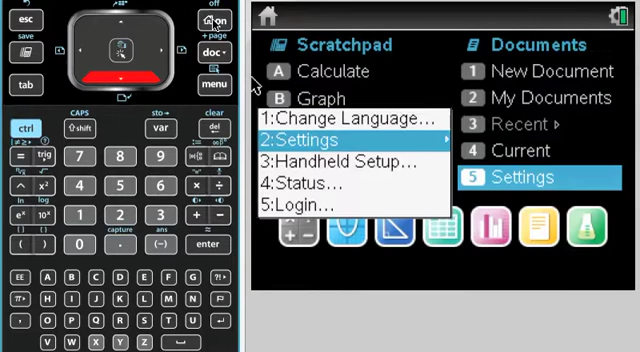 off
esc
on
save
+ page
doc
tab
menu
ctrl
CAPS
shift
sto→
var
clear
del
=
trig
7
8
9
^
x²
4
5
6
×
÷
ln
log
eˣ
10ˣ
1
2
3
+
−
(
)
0
capture
.
(−)
ans
enter
EE
A
B
C
D
E
F
G
?!▸
π▸
H
I
J
K
L
M
N
,
O
P
Q
R
S
T
U
V
W
X
Y
Z
Scratchpad
A Calculate
B Graph
Documents
1 New Document
2 My Documents
3 Recent ▹
4 Current
5 Settings
1:Change Language...
2:Settings
3:Handheld Setup...
4:Status...
5:Login...